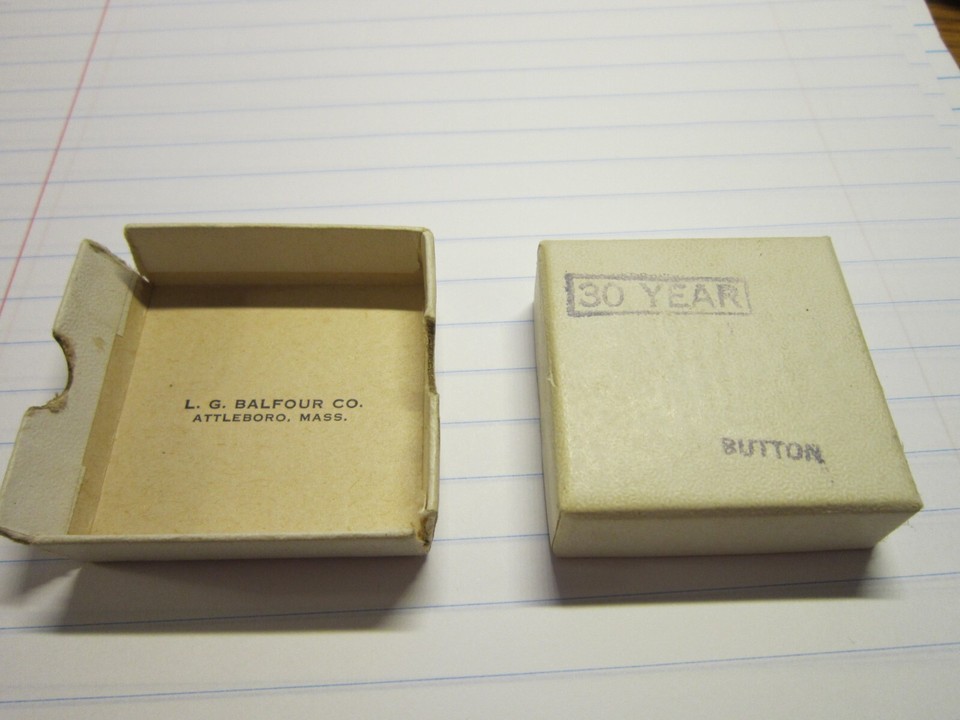 L. G. BALFOUR CO.
ATTLEBORO, MASS.
30 YEAR
BUTTON